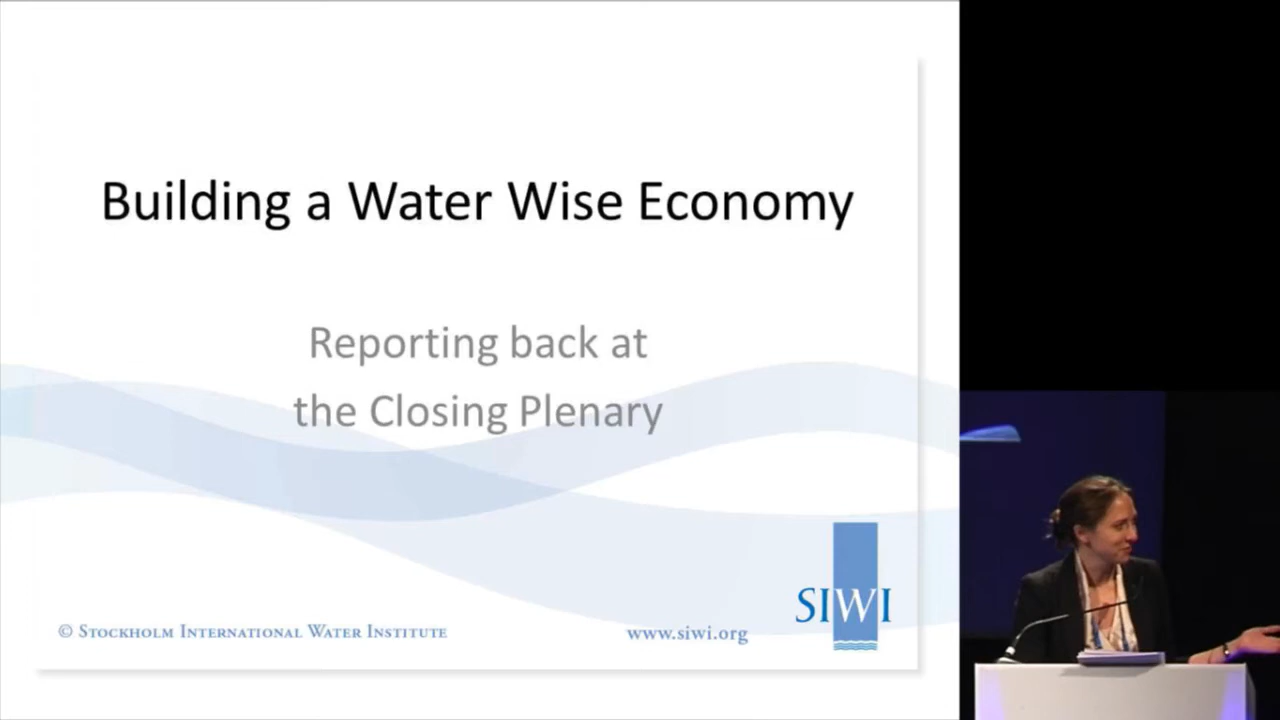 Building a Water Wise Economy
Reporting back at
the Closing Plenary
© STOCKHOLM INTERNATIONAL WATER INSTITUTE
www.siwi.org
SIWI